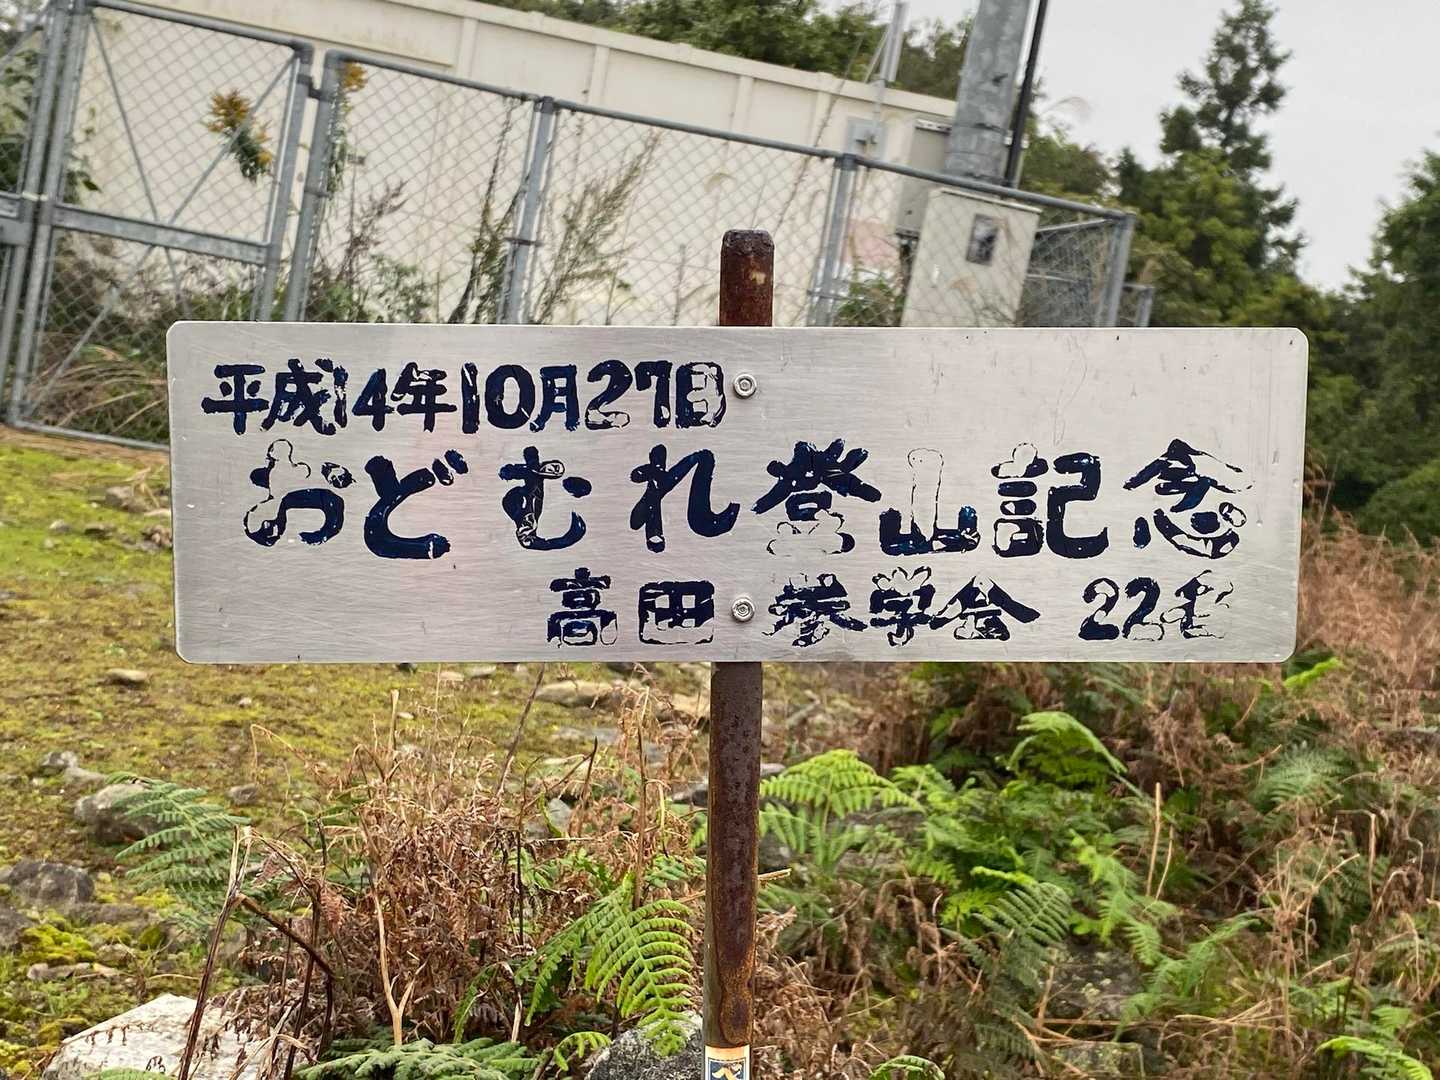 平成14年10月27日
おどむれ登山記念
高田 参学会 22名